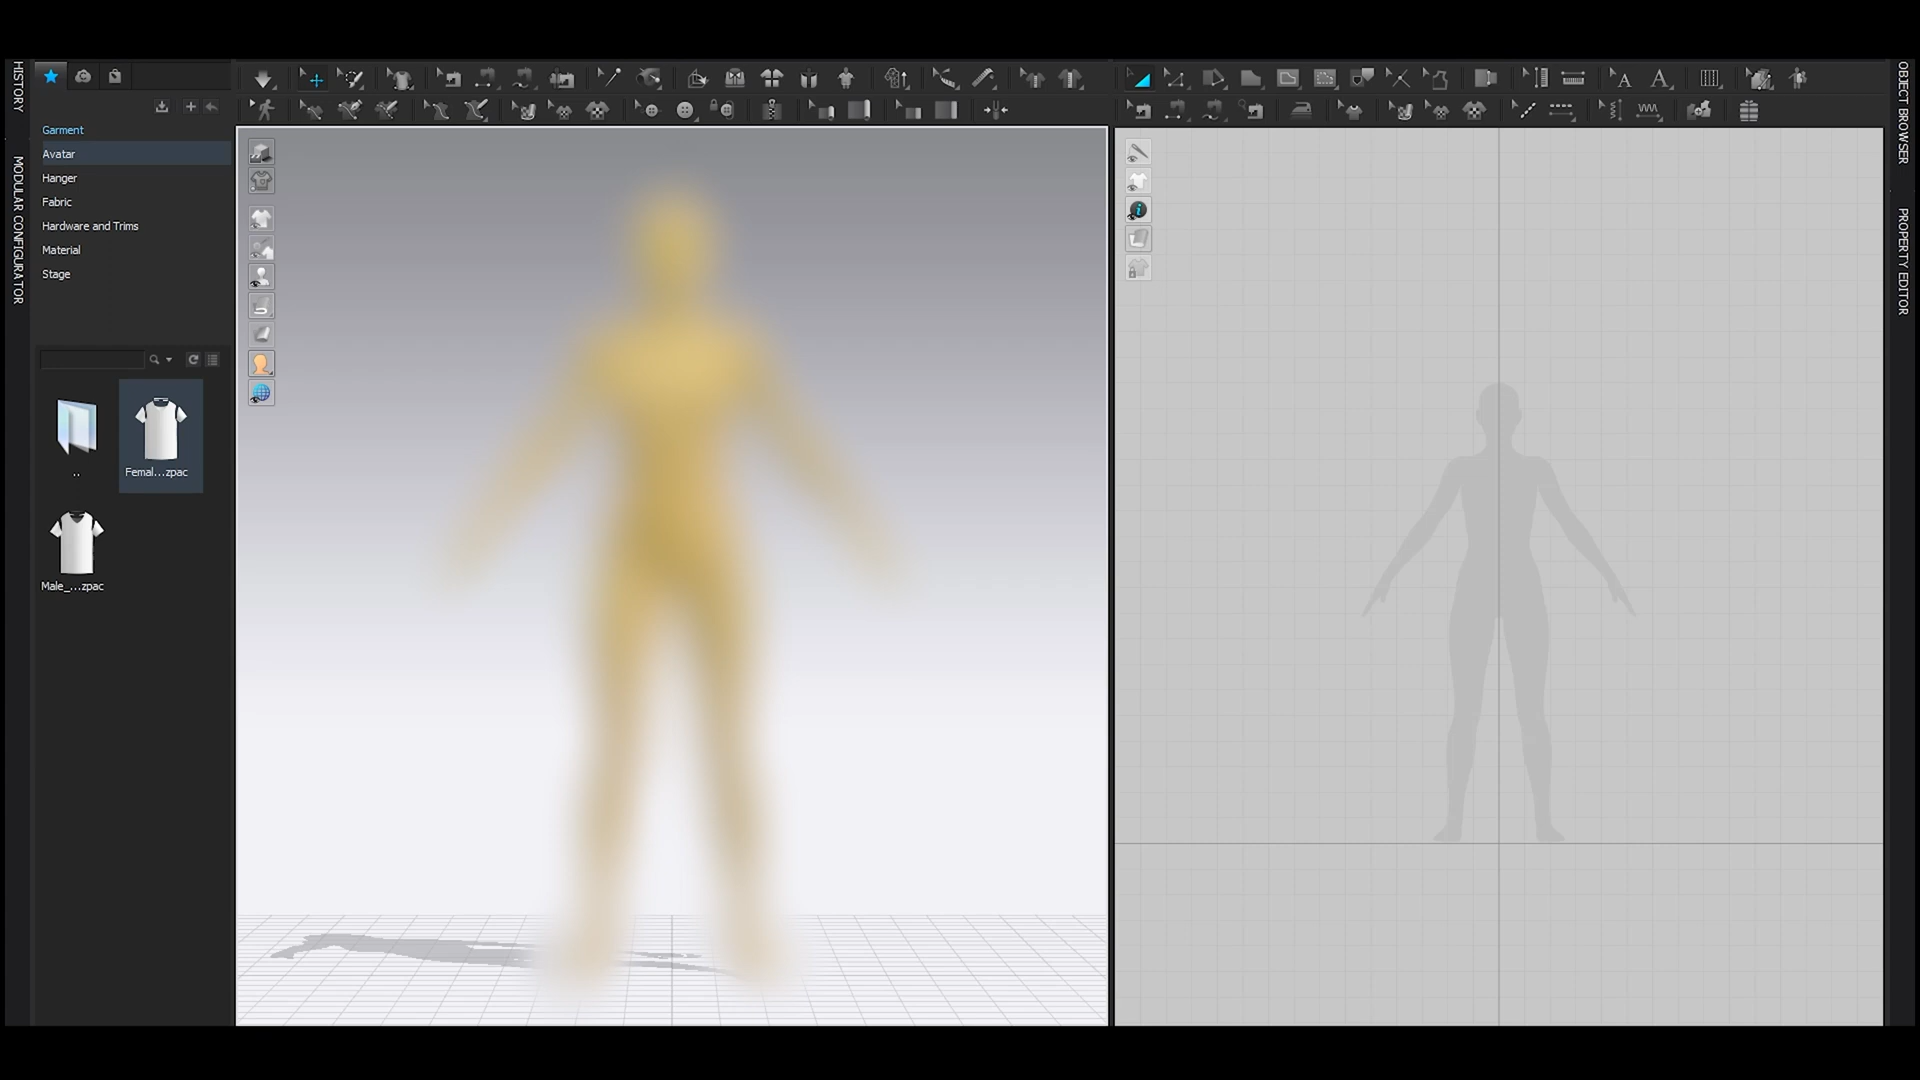 HISTORY
MODULAR CONFIGURATOR
Garment
Avatar
Hanger
Fabric
Hardware and Trims
Material
Stage
..
Femal...zpac
Male_...zpac
OBJECT BROWSER
PROPERTY EDITOR